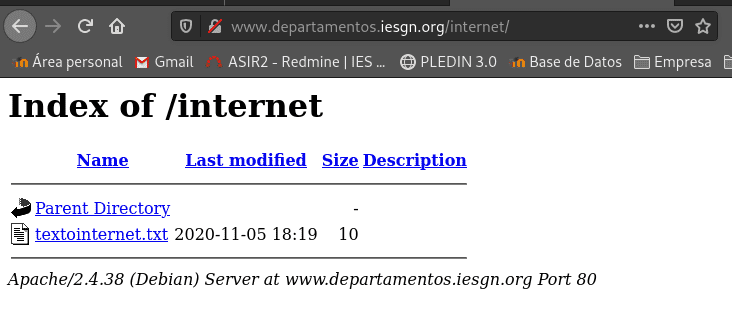 www.departamentos.iesgn.org/internet/
Área personal Gmail ASIR2 - Redmine | IES ... PLEDIN 3.0 Base de Datos Empresa
Index of /internet
Name Last modified Size Description
Parent Directory -
textointernet.txt 2020-11-05 18:19 10
Apache/2.4.38 (Debian) Server at www.departamentos.iesgn.org Port 80